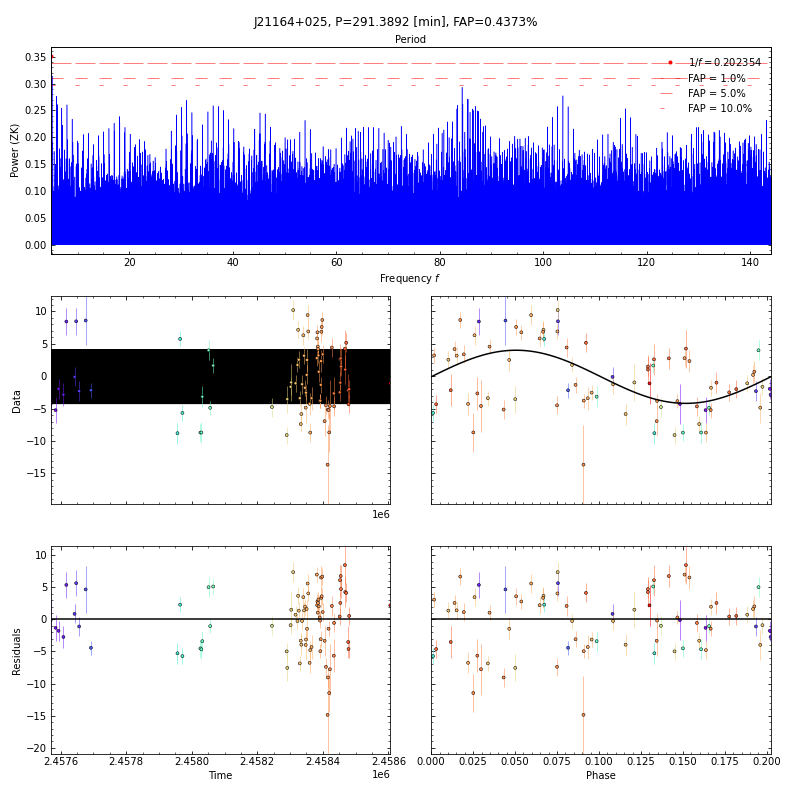 J21164+025, P=291.3892 [min], FAP=0.4373%
Period
Power (ZK)
0.35
0.30
0.25
0.20
0.15
0.10
0.05
0.00
1/f = 0.202354
FAP = 1.0%
FAP = 5.0%
FAP = 10.0%
20 40 60 80 100 120 140
Frequency f
Data
10
5
0
−5
−10
−15
1e6
Residuals
10
5
0
−5
−10
−15
−20
2.4576 2.4578 2.4580 2.4582 2.4584 2.4586
1e6
Time
0.000 0.025 0.050 0.075 0.100 0.125 0.150 0.175 0.200
Phase